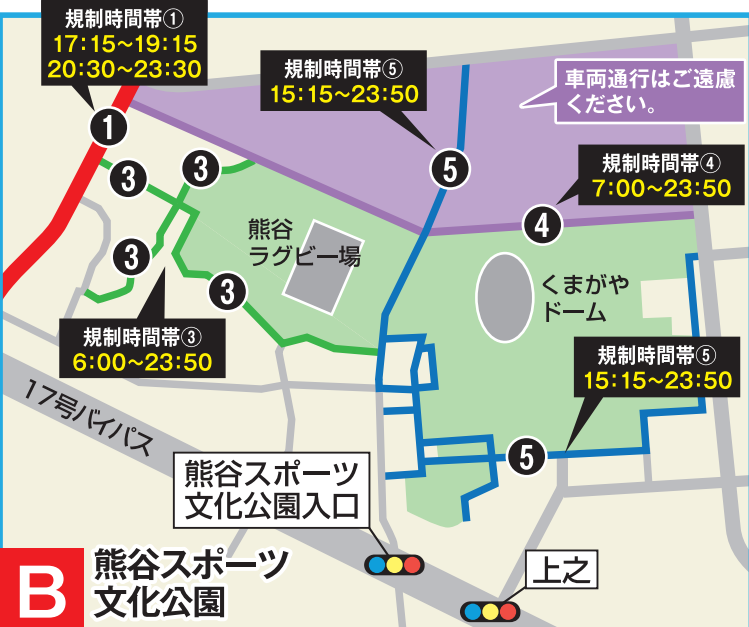 規制時間帯①
17:15~19:15
20:30~23:30
規制時間帯⑤
15:15~23:50
車両通行はご遠慮
ください。
1
3
3
5
規制時間帯④
7:00~23:50
4
熊谷
ラグビー場
3
3
くまがや
ドーム
規制時間帯③
6:00~23:50
規制時間帯⑤
15:15~23:50
17号バイパス
5
熊谷スポーツ
文化公園入口
上之
B
熊谷スポーツ
文化公園